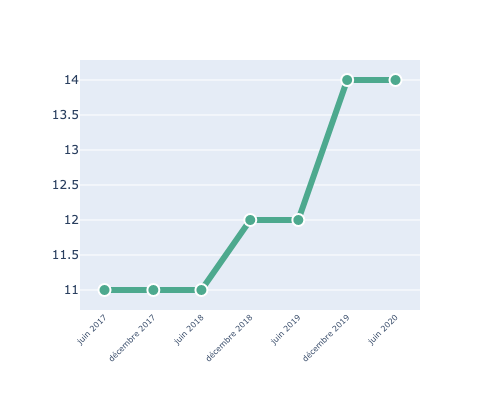 14
13.5
13
12.5
12
11.5
11
juin 2017
décembre 2017
juin 2018
décembre 2018
juin 2019
décembre 2019
juin 2020